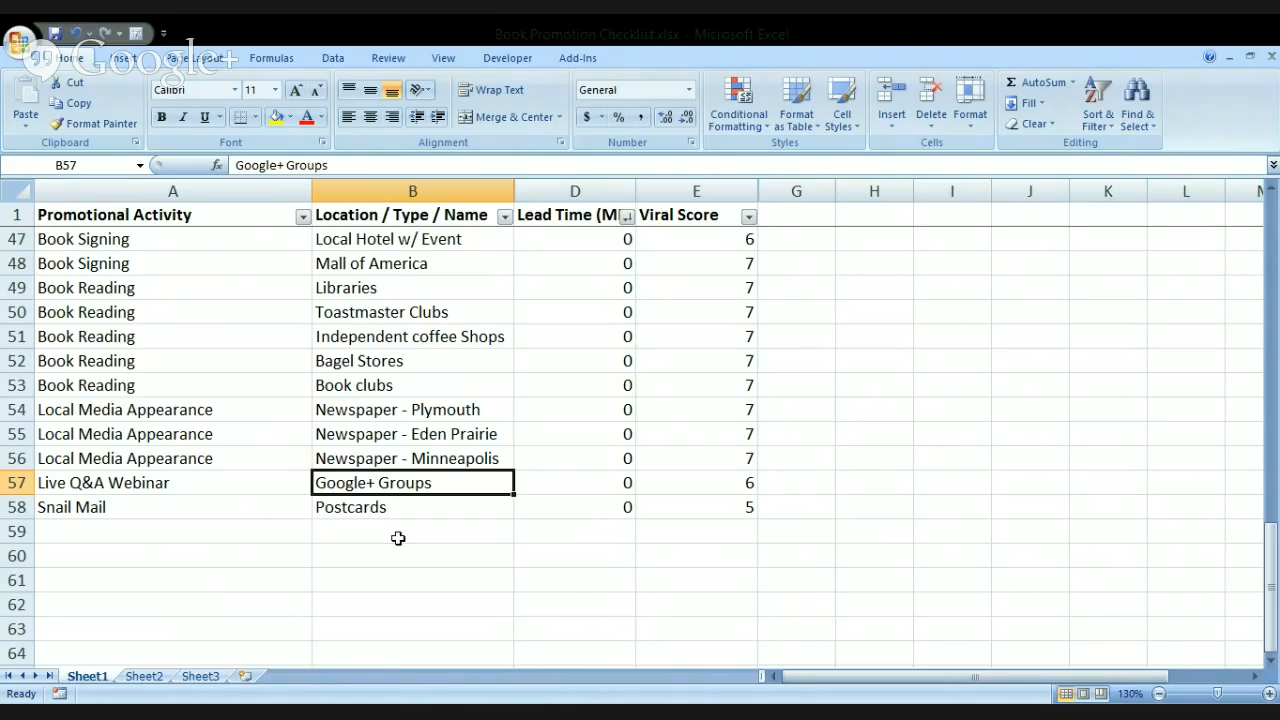 Book Promotion Checklist.xlsx - Microsoft Excel
Google+
Home Insert Page Layout Formulas Data Review View Developer Add-Ins
Cut
Calibri 11 Wrap Text General AutoSum
Copy Fill
Paste Format Painter Merge & Center $ % , Conditional Formatting Format as Table Cell Styles Insert Delete Format Clear Sort & Filter Find & Select
Clipboard Font Alignment Number Styles Cells Editing
B57 fx Google+ Groups
A B D E G H I J K L
1 Promotional Activity Location / Type / Name Lead Time (M Viral Score
47 Book Signing Local Hotel w/ Event 0 6
48 Book Signing Mall of America 0 7
49 Book Reading Libraries 0 7
50 Book Reading Toastmaster Clubs 0 7
51 Book Reading Independent coffee Shops 0 7
52 Book Reading Bagel Stores 0 7
53 Book Reading Book clubs 0 7
54 Local Media Appearance Newspaper - Plymouth 0 7
55 Local Media Appearance Newspaper - Eden Prairie 0 7
56 Local Media Appearance Newspaper - Minneapolis 0 7
57 Live Q&A Webinar Google+ Groups 0 6
58 Snail Mail Postcards 0 5
59
60
61
62
63
64
Sheet1 Sheet2 Sheet3
Ready 130%